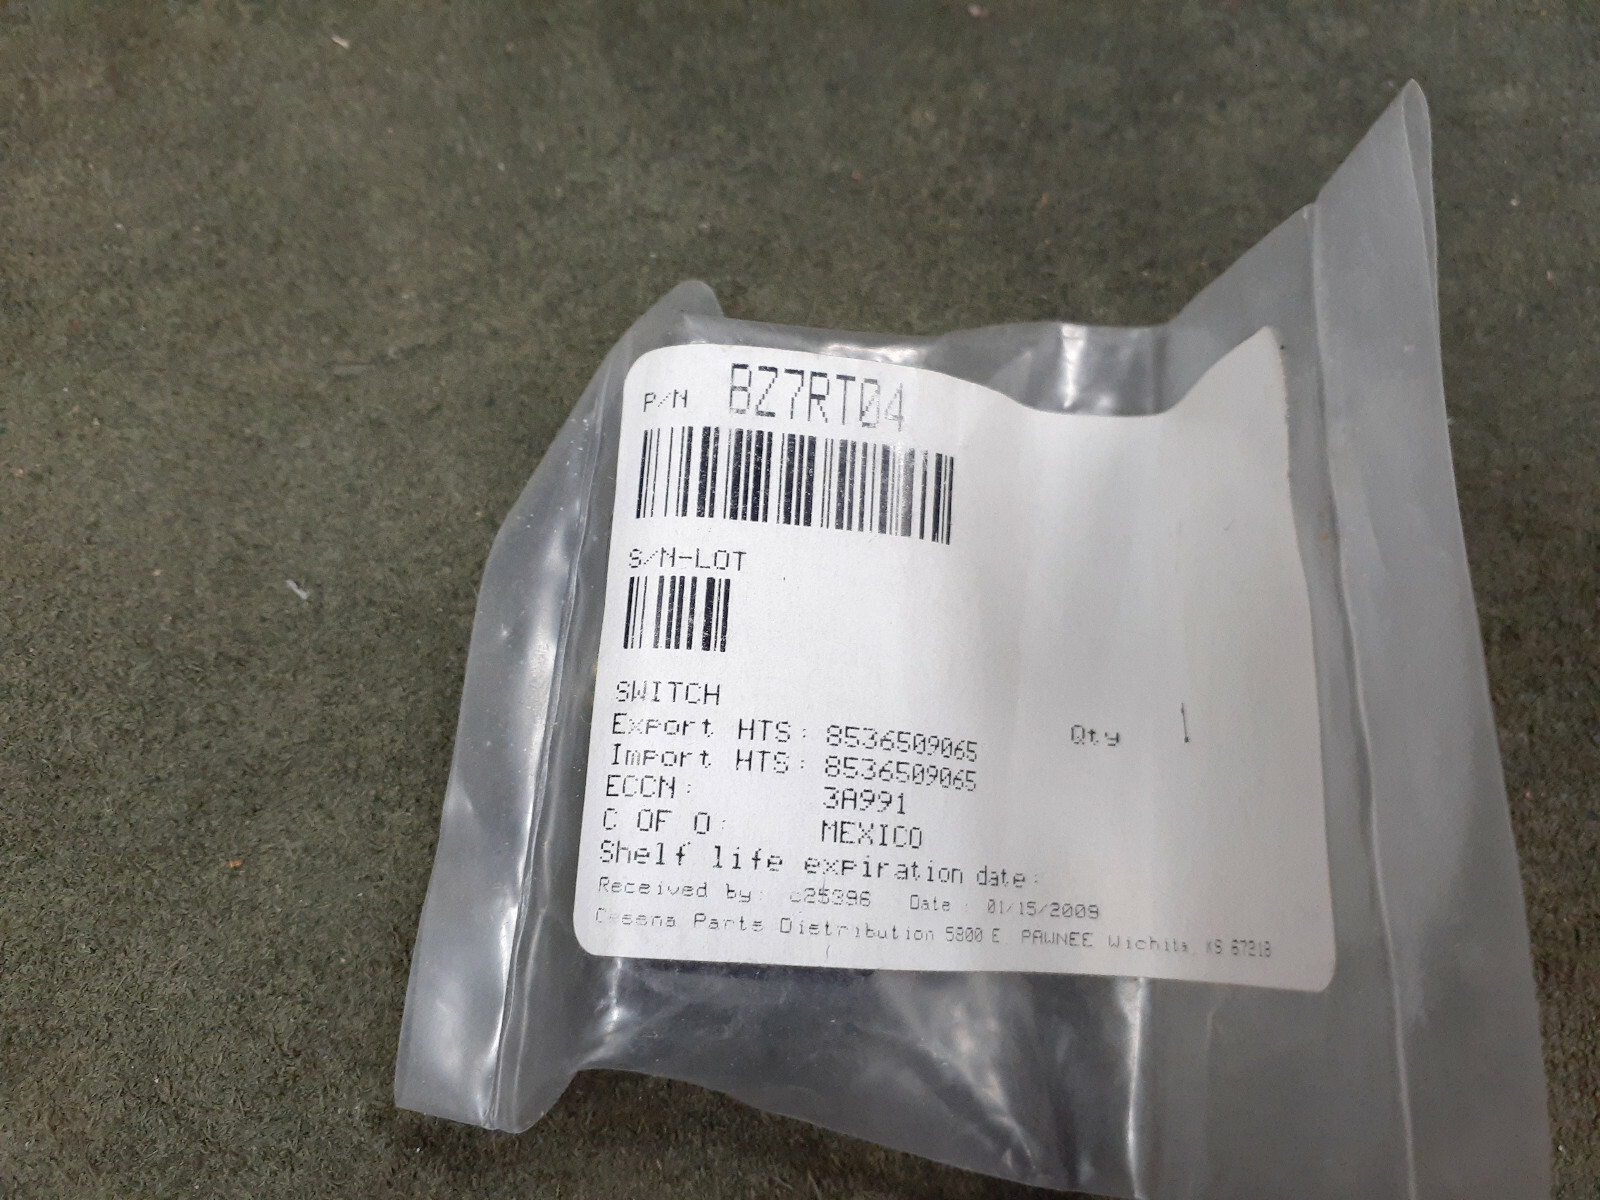 P/N BZ7RT04
S/N-LOT
SWITCH
Export HTS: 8536509065 Qty 1
Import HTS: 8536509065
ECCN: 3A991
C OF O: MEXICO
Shelf life expiration date:
Received by: c25396 Date: 01/15/2009
Cessna Parts Distribution 5800 E. PAWNEE Wichita, KS 67218